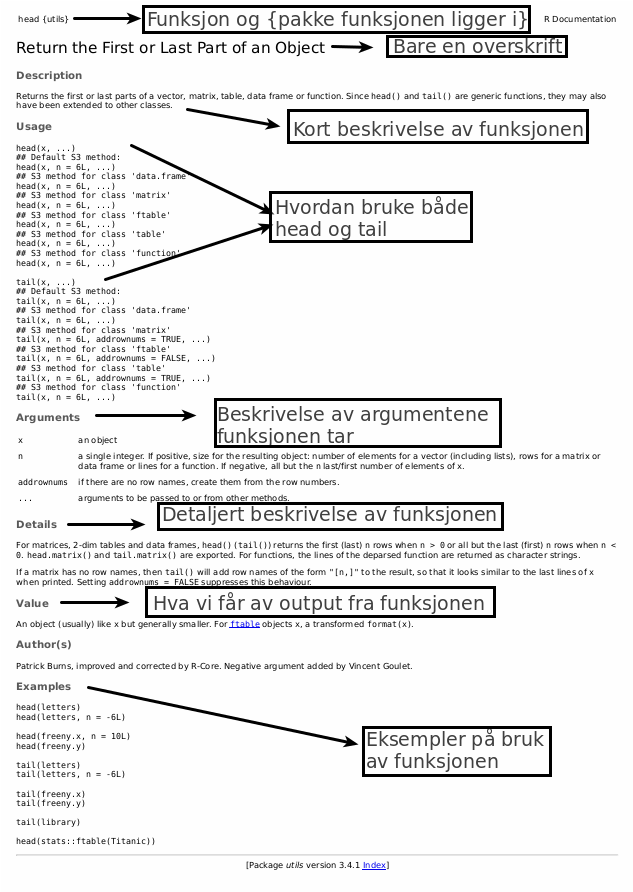 head {utils}
Funksjon og {pakke funksjonen ligger i}
R Documentation
Return the First or Last Part of an Object
Bare en overskrift
Description
Returns the first or last parts of a vector, matrix, table, data frame or function. Since head() and tail() are generic functions, they may also
have been extended to other classes.
Kort beskrivelse av funksjonen
Usage
head(x, ...)
## Default S3 method:
head(x, n = 6L, ...)
## S3 method for class 'data.frame'
head(x, n = 6L, ...)
## S3 method for class 'matrix'
head(x, n = 6L, ...)
## S3 method for class 'ftable'
head(x, n = 6L, ...)
## S3 method for class 'table'
head(x, n = 6L, ...)
## S3 method for class 'function'
head(x, n = 6L, ...)
Hvordan bruke både
head og tail
tail(x, ...)
## Default S3 method:
tail(x, n = 6L, ...)
## S3 method for class 'data.frame'
tail(x, n = 6L, ...)
## S3 method for class 'matrix'
tail(x, n = 6L, addrownums = TRUE, ...)
## S3 method for class 'ftable'
tail(x, n = 6L, addrownums = FALSE, ...)
## S3 method for class 'table'
tail(x, n = 6L, addrownums = TRUE, ...)
## S3 method for class 'function'
tail(x, n = 6L, ...)
Arguments
Beskrivelse av argumentene
funksjonen tar
x an object
n a single integer. If positive, size for the resulting object: number of elements for a vector (including lists), rows for a matrix or
data frame or lines for a function. If negative, all but the n last/first number of elements of x.
addrownums if there are no row names, create them from the row numbers.
... arguments to be passed to or from other methods.
Details
Detaljert beskrivelse av funksjonen
For matrices, 2-dim tables and data frames, head() (tail()) returns the first (last) n rows when n > 0 or all but the last (first) n rows when n <
0. head.matrix() and tail.matrix() are exported. For functions, the lines of the deparsed function are returned as character strings.
If a matrix has no row names, then tail() will add row names of the form "[n,]" to the result, so that it looks similar to the last lines of x
when printed. Setting addrownums = FALSE suppresses this behaviour.
Value
Hva vi får av output fra funksjonen
An object (usually) like x but generally smaller. For ftable objects x, a transformed format(x).
Author(s)
Patrick Burns, improved and corrected by R-Core. Negative argument added by Vincent Goulet.
Examples
Eksempler på bruk
av funksjonen
head(letters)
head(letters, n = -6L)
head(freeny.x, n = 10L)
head(freeny.y)
tail(letters)
tail(letters, n = -6L)
tail(freeny.x)
tail(freeny.y)
tail(library)
head(stats::ftable(Titanic))
[Package utils version 3.4.1 Index]